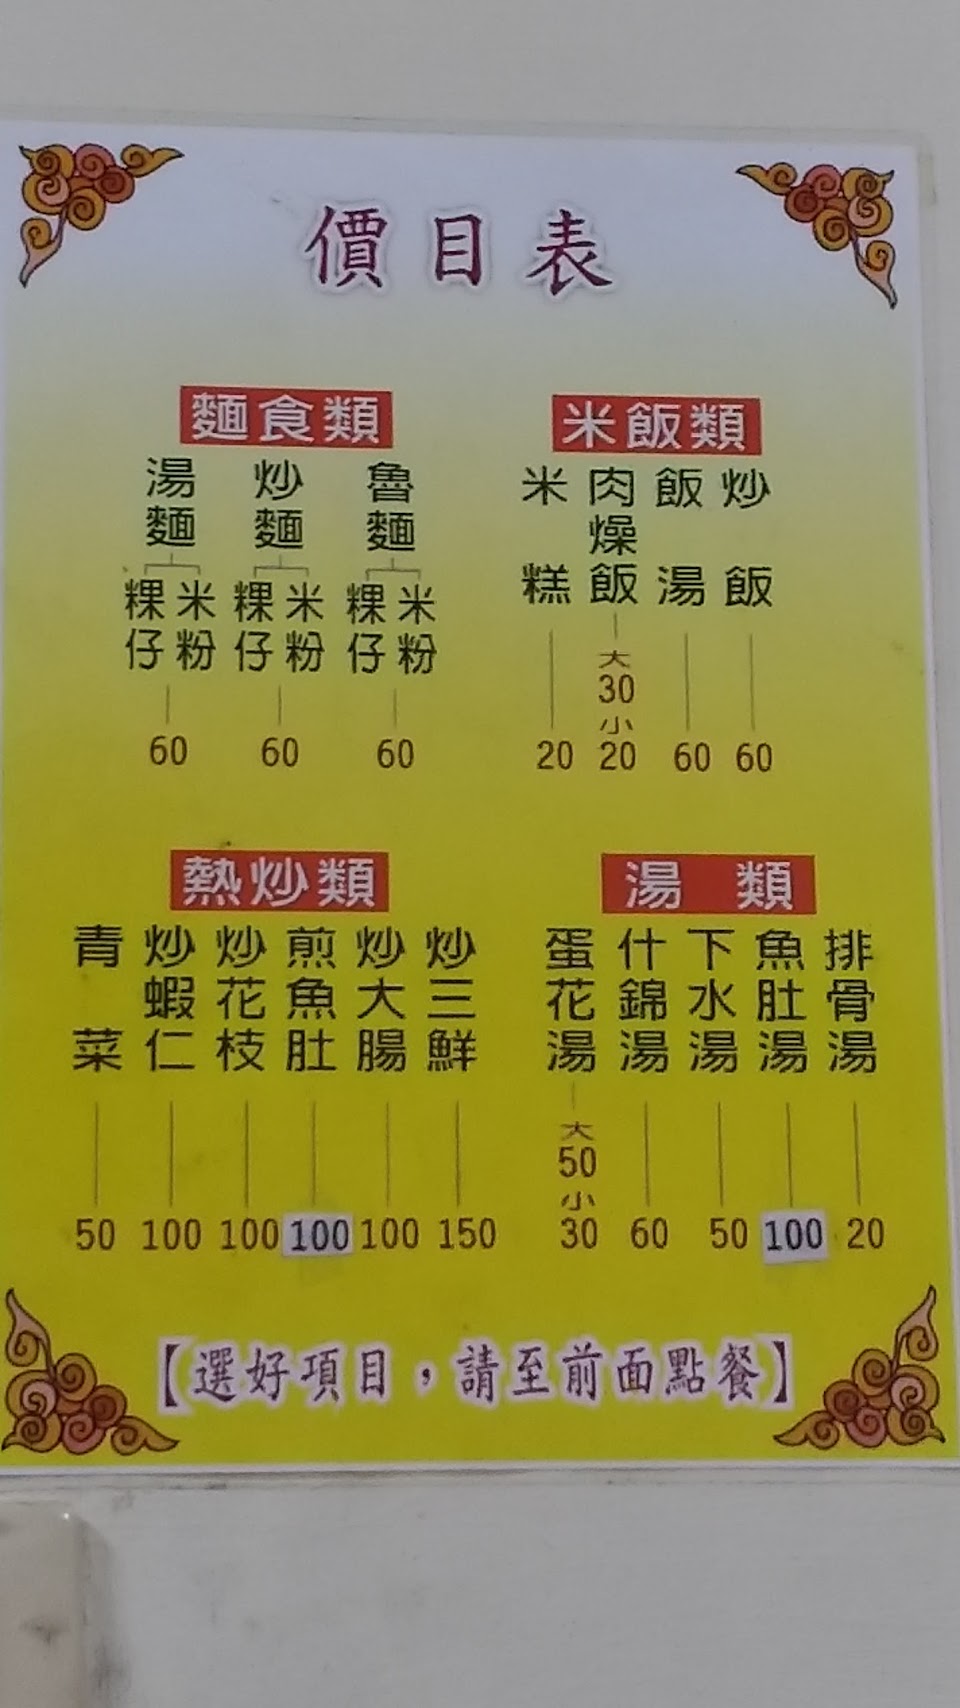 價目表
麵食類
湯麵 粿仔 米粉 60
炒麵 粿仔 米粉 60
魯麵 粿仔 米粉 60
米飯類
米糕 20
肉燥飯 大30 小20
飯湯 60
炒飯 60
熱炒類
青菜 50
炒蝦仁 100
炒花枝 100
煎魚肚 100
炒大腸 100
炒三鮮 150
湯類
蛋花湯 大50 小30
什錦湯 60
下水湯 50
魚肚湯 100
排骨湯 20
【選好項目，請至前面點餐】